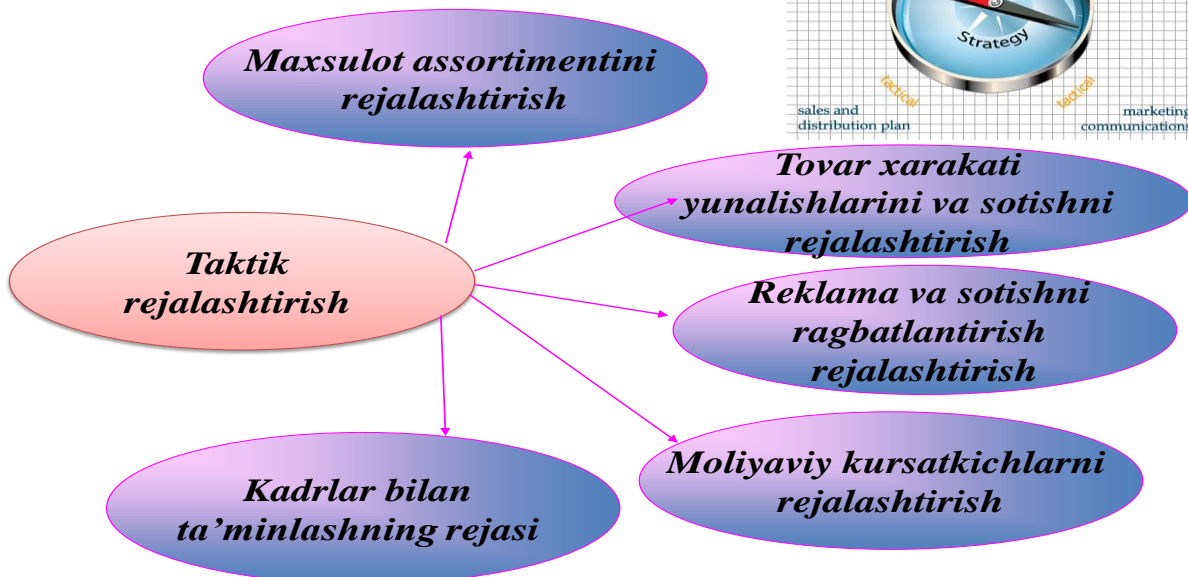 Maxsulot assortimentini
rejalashtirish
Strategy
tactical
tactical
sales and
distribution plan
marketing
communications
Tovar xarakati
yunalishlarini va sotishni
rejalashtirish
Taktik
rejalashtirish
Reklama va sotishni
ragbatlantirish
rejalashtirish
Moliyaviy kursatkichlarni
rejalashtirish
Kadrlar bilan
ta’minlashning rejasi